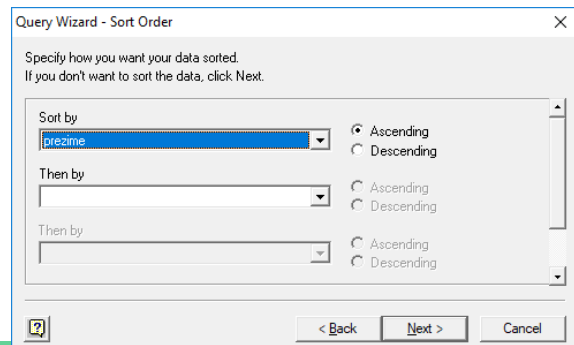 Query Wizard - Sort Order
Specify how you want your data sorted.
If you don't want to sort the data, click Next.
Sort by
prezime
Ascending
Descending
Then by
Ascending
Descending
Then by
Ascending
Descending
< Back
Next >
Cancel